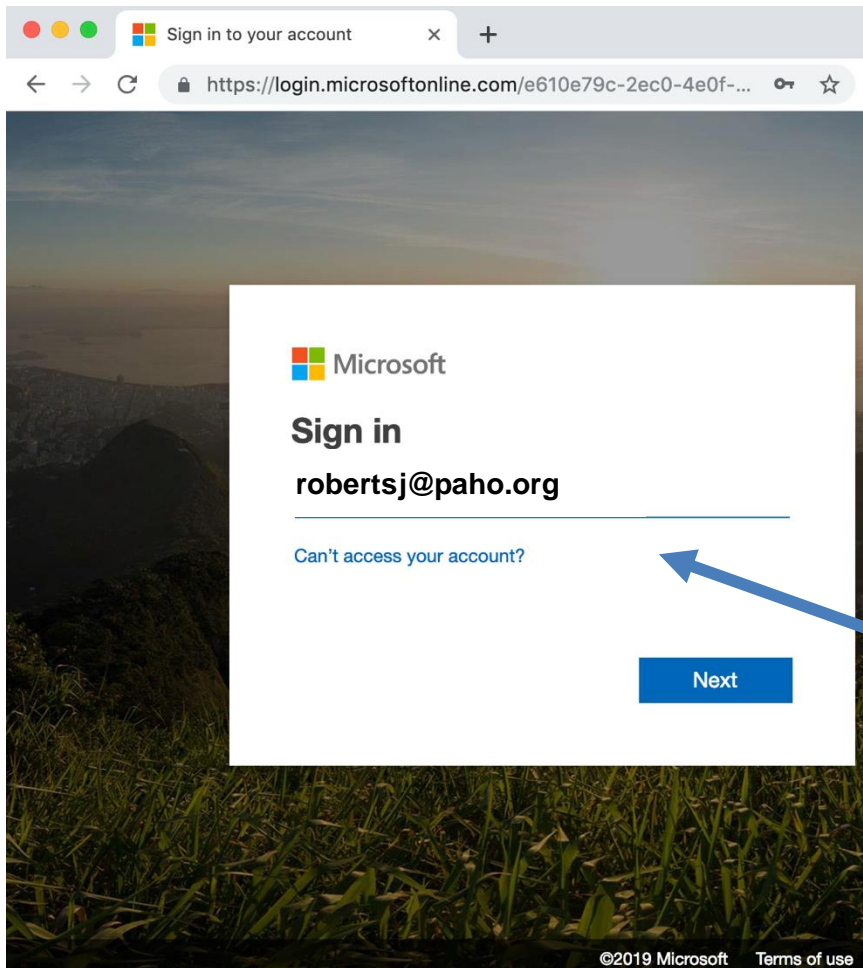 Sign in to your account
https://login.microsoftonline.com/e610e79c-2ec0-4e0f-...
Microsoft
Sign in
robertsj@paho.org
Can't access your account?
Next
©2019 Microsoft Terms of use